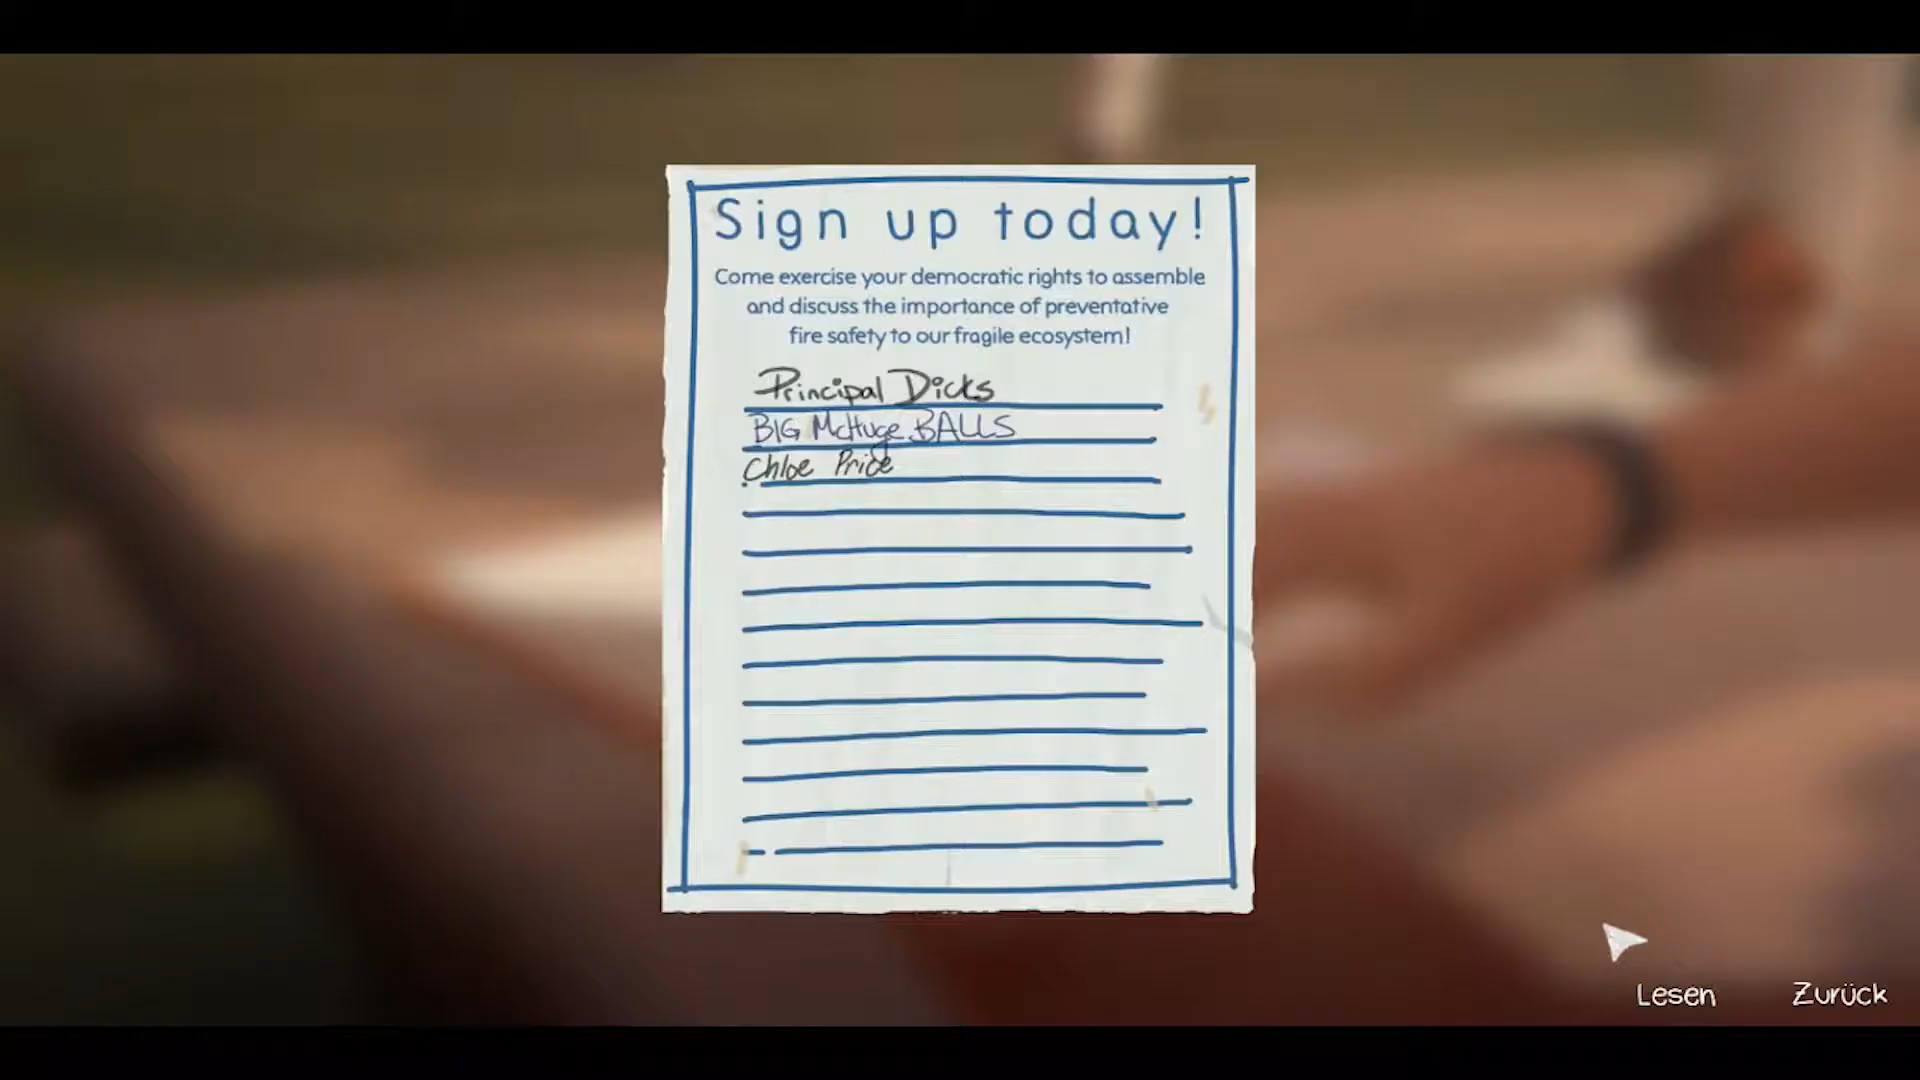 Sign up today!
Come exercise your democratic rights to assemble
and discuss the importance of preventative
fire safety to our fragile ecosystem!
Principal Dicks
BIG McHuge BALLS
Chloe Price
Lesen Zurück